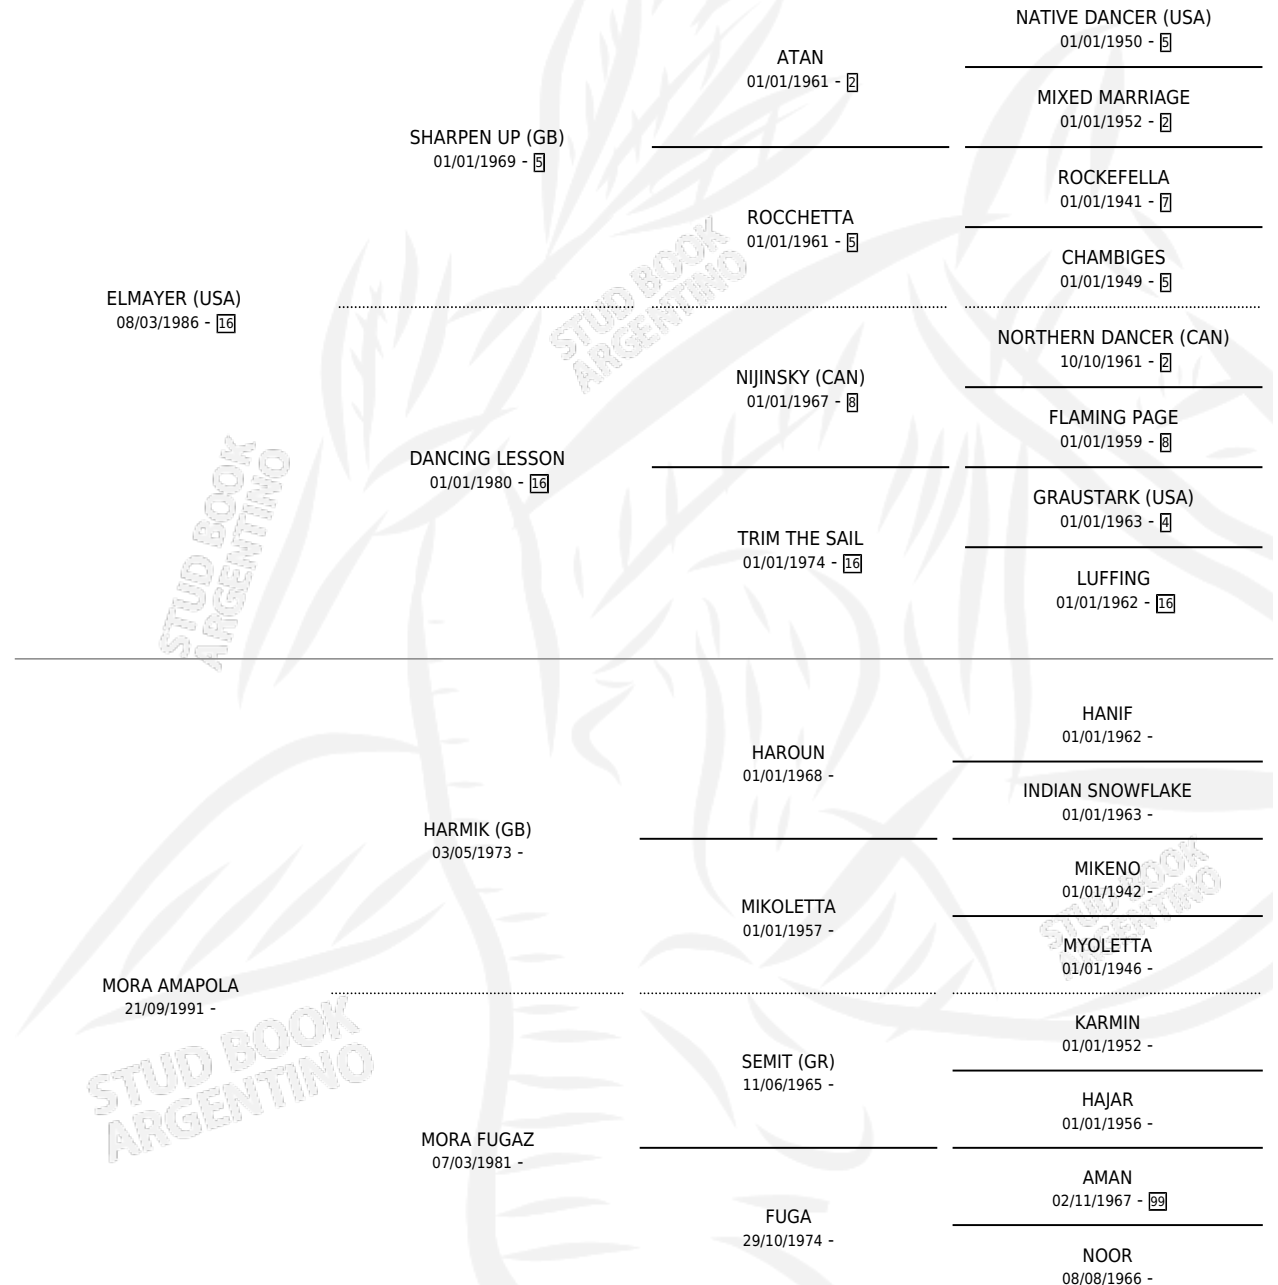 NATIVE DANCER (USA)
01/01/1950 - 5
ATAN
01/01/1961 - 2
MIXED MARRIAGE
01/01/1952 - 2
SHARPEN UP (GB)
01/01/1969 - 5
ROCKEFELLA
01/01/1941 - 7
ROCCHETTA
01/01/1961 - 5
CHAMBIGES
01/01/1949 - 5
STUD BOOK
ARGENTINO
ELMAYER (USA)
08/03/1986 - 16
NORTHERN DANCER (CAN)
10/10/1961 - 2
NIJINSKY (CAN)
01/01/1967 - 8
FLAMING PAGE
01/01/1959 - 8
DANCING LESSON
01/01/1980 - 16
GRAUSTARK (USA)
01/01/1963 - 4
TRIM THE SAIL
01/01/1974 - 16
LUFFING
01/01/1962 - 16
STUD BOOK
ARGENTINO
HANIF
01/01/1962 -
HAROUN
01/01/1968 -
INDIAN SNOWFLAKE
01/01/1963 -
HARMIK (GB)
03/05/1973 -
MIKENO
01/01/1942 -
MIKOLETTA
01/01/1957 -
MYOLETTA
01/01/1946 -
STUD BOOK
ARGENTINO
MORA AMAPOLA
21/09/1991 -
KARMIN
01/01/1952 -
SEMIT (GR)
11/06/1965 -
HAJAR
01/01/1956 -
STUD BOOK
ARGENTINO
MORA FUGAZ
07/03/1981 -
AMAN
02/11/1967 - 99
FUGA
29/10/1974 -
NOOR
08/08/1966 -